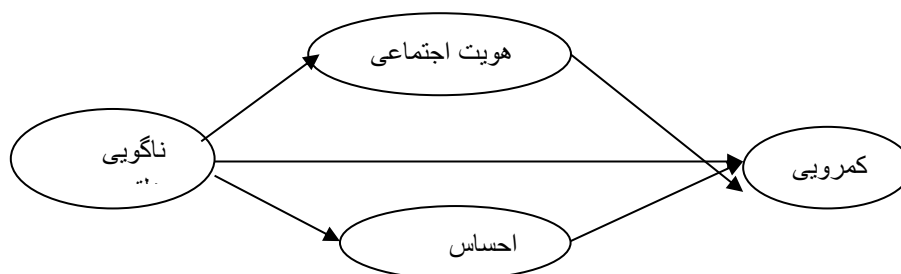 هویت اجتماعی
ناگویی
کمرویی
احساس